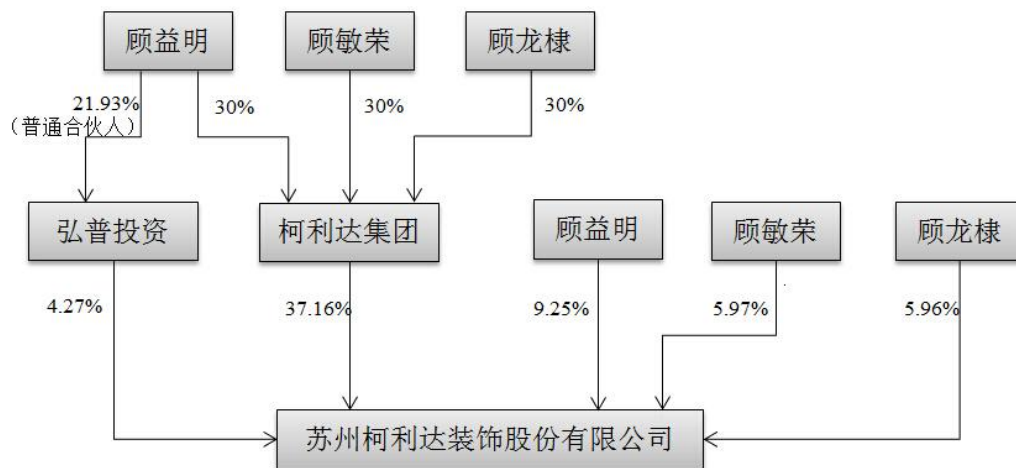 顾益明
顾敏荣
顾龙棣
21.93%
（普通合伙人）
30%
30%
30%
弘普投资
柯利达集团
顾益明
顾敏荣
顾龙棣
4.27%
37.16%
9.25%
5.97%
5.96%
苏州柯利达装饰股份有限公司